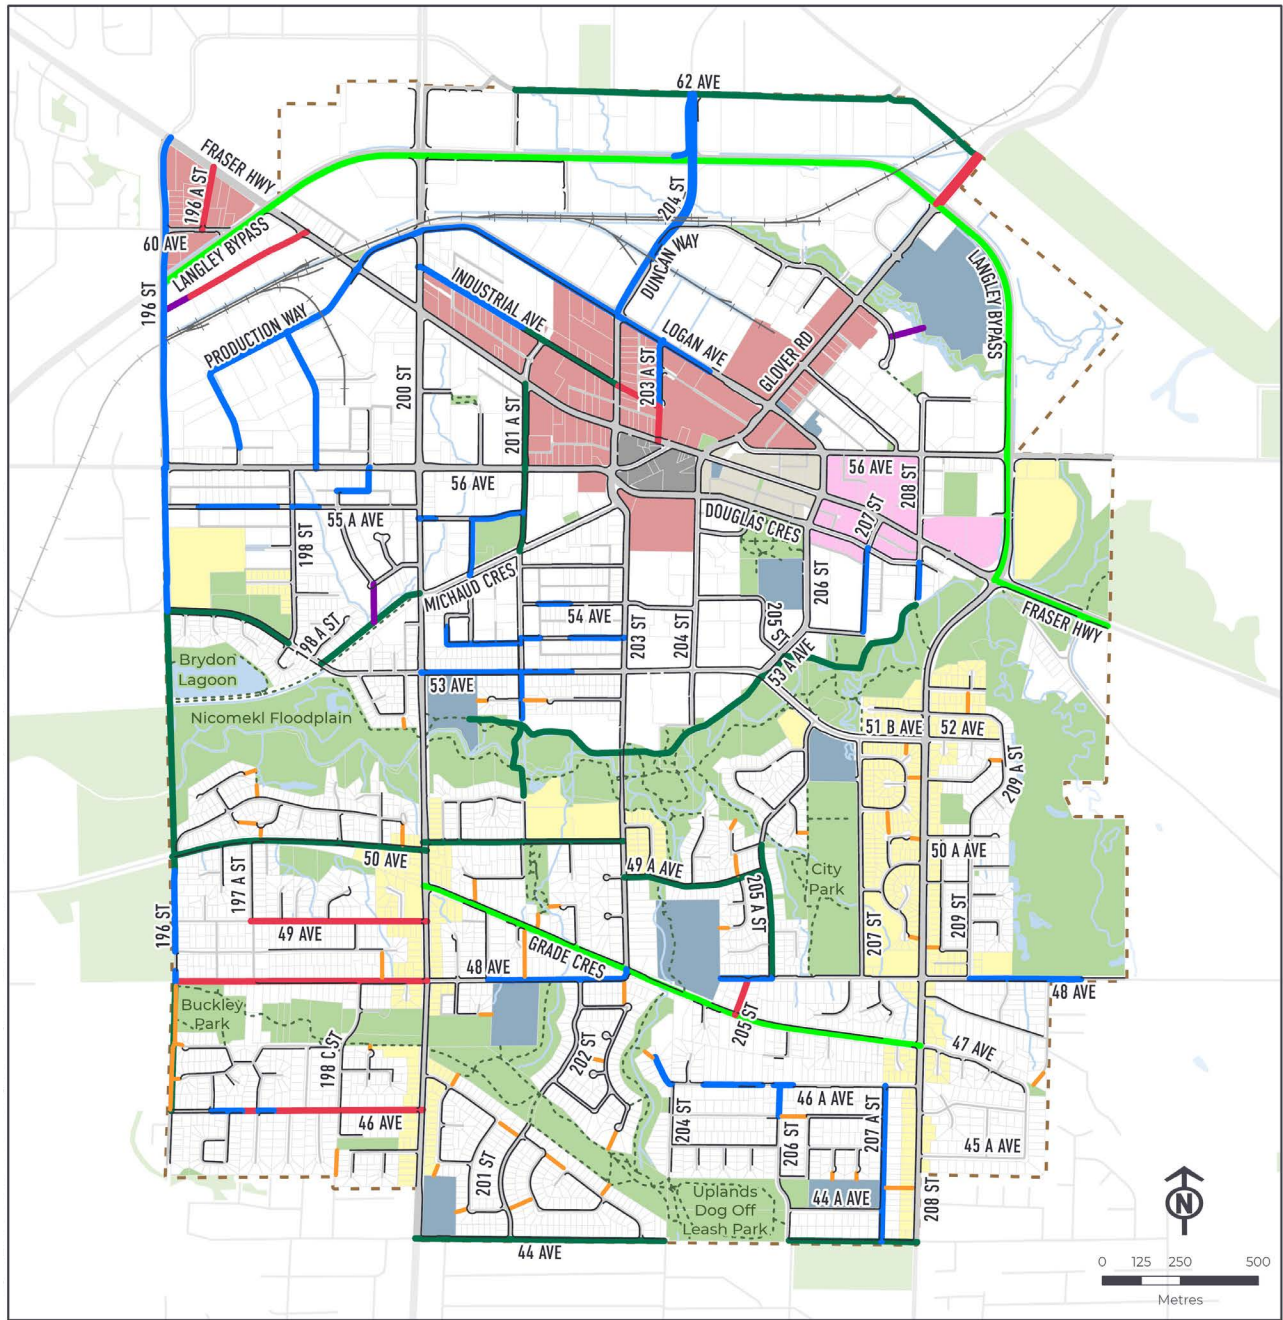 62 AVE
FRASER HWY
196 A ST
204 ST
60 AVE
LANGLEY BYPASS
DUNCAN WAY
LANGLEY BYPASS
196 ST
INDUSTRIAL AVE
PRODUCTION WAY
LOGAN AVE
GLOVER RD
200 ST
203 A ST
201 A ST
56 AVE
56 AVE
208 ST
55 A AVE
DOUGLAS CRES
207 ST
198 ST
MICHAUD CRES
206 ST
54 AVE
205 ST
FRASER HWY
198 A ST
203 ST
204 ST
53 A AVE
Brydon
Lagoon
53 AVE
Nicomekl Floodplain
51 B AVE
52 AVE
209 A ST
50 AVE
49 A AVE
50 A AVE
City
Park
197 A ST
205 A ST
196 ST
49 AVE
207 ST
209 ST
GRADE CRES
48 AVE
48 AVE
Buckley
Park
205 ST
198 C ST
202 ST
47 AVE
46 AVE
204 ST
46 A AVE
206 ST
207 A ST
45 A AVE
201 ST
208 ST
Uplands
Dog Off
Leash Park
44 A AVE
44 AVE
N
0 125 250 500
Metres